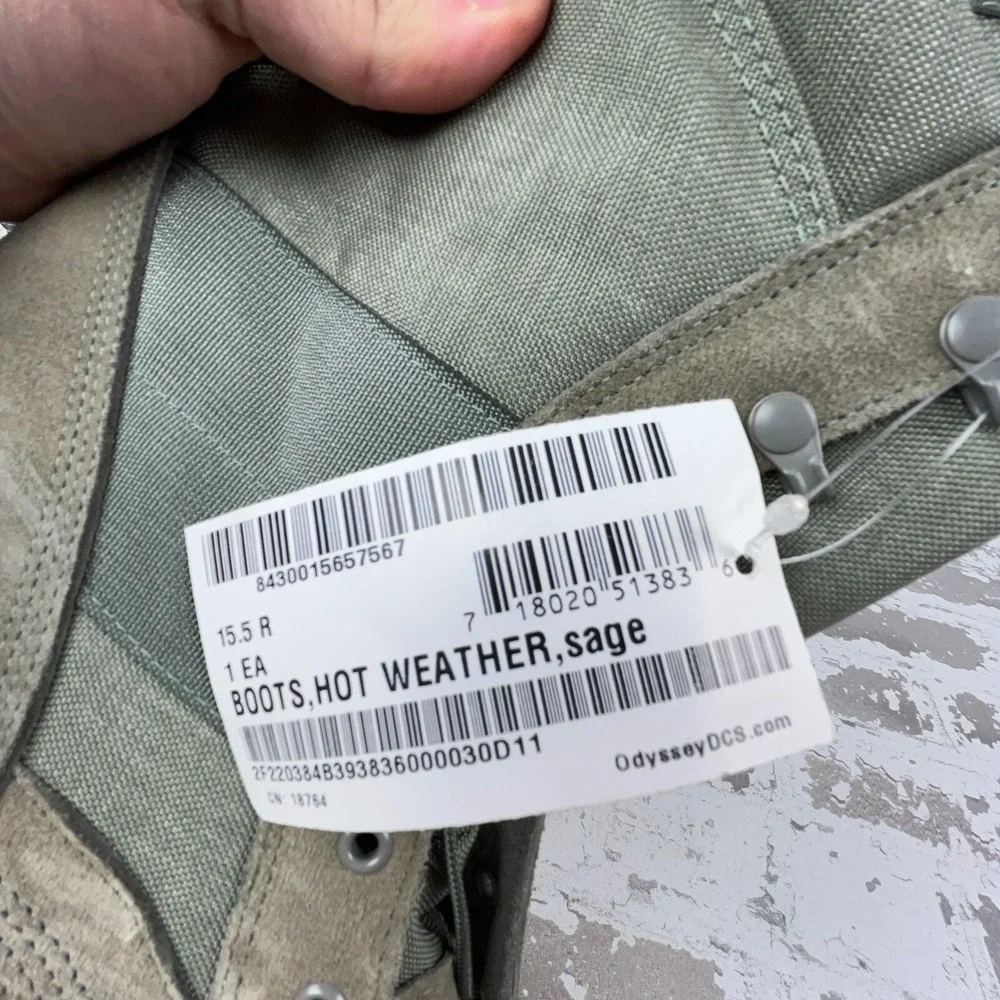 8430015657567
7 18020 51383 6
15.5 R
1 EA
BOOTS,HOT WEATHER,sage
2F220384B393836000030D11
OdysseyDCS.com
CN: 18764